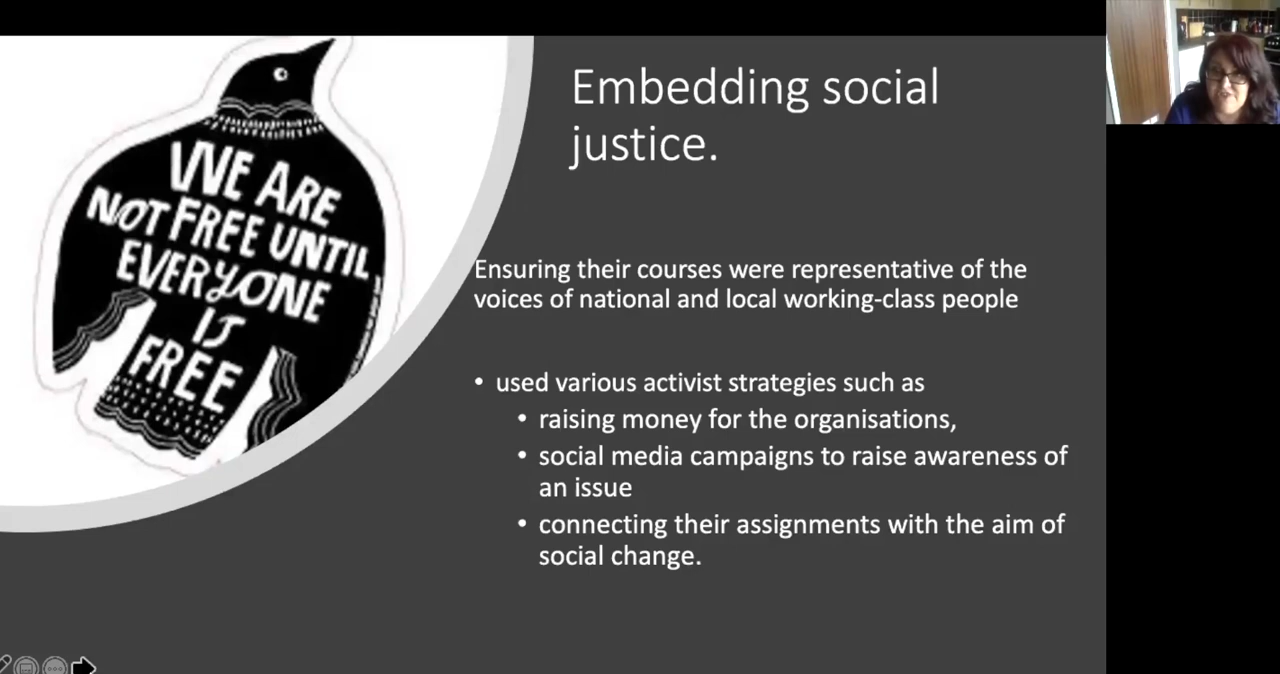 WE ARE
NOT FREE UNTIL
EVERYONE
IS
FREE
Embedding social
justice.
Ensuring their courses were representative of the
voices of national and local working-class people
• used various activist strategies such as
• raising money for the organisations,
• social media campaigns to raise awareness of
an issue
• connecting their assignments with the aim of
social change.